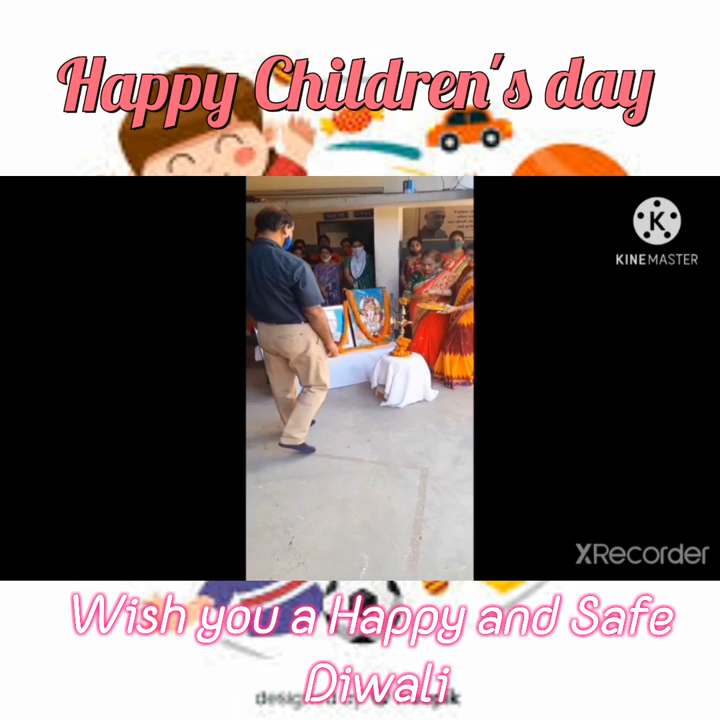 Happy Children's day
KINEMASTER
XRecorder
Wish you a Happy and Safe
Diwali